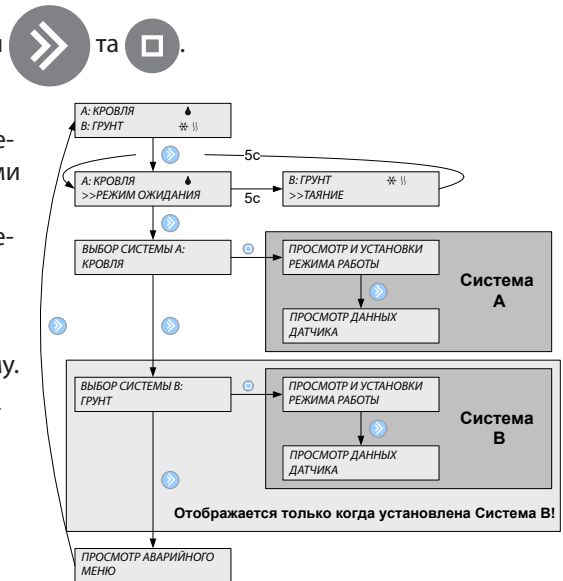 та .
е-
ми
е-
му.
А: КРОВЛЯ
В: ГРУНТ
5с
А: КРОВЛЯ
>>РЕЖИМ ОЖИДАНИЯ
5с
В: ГРУНТ
>>ТАЯНИЕ
ВЫБОР СИСТЕМЫ А:
КРОВЛЯ
ПРОСМОТР И УСТАНОВКИ
РЕЖИМА РАБОТЫ
ПРОСМОТР ДАННЫХ
ДАТЧИКА
Система
А
ВЫБОР СИСТЕМЫ В:
ГРУНТ
ПРОСМОТР И УСТАНОВКИ
РЕЖИМА РАБОТЫ
ПРОСМОТР ДАННЫХ
ДАТЧИКА
Система
В
Отображается только когда установлена Система В!
ПРОСМОТР АВАРИЙНОГО
МЕНЮ